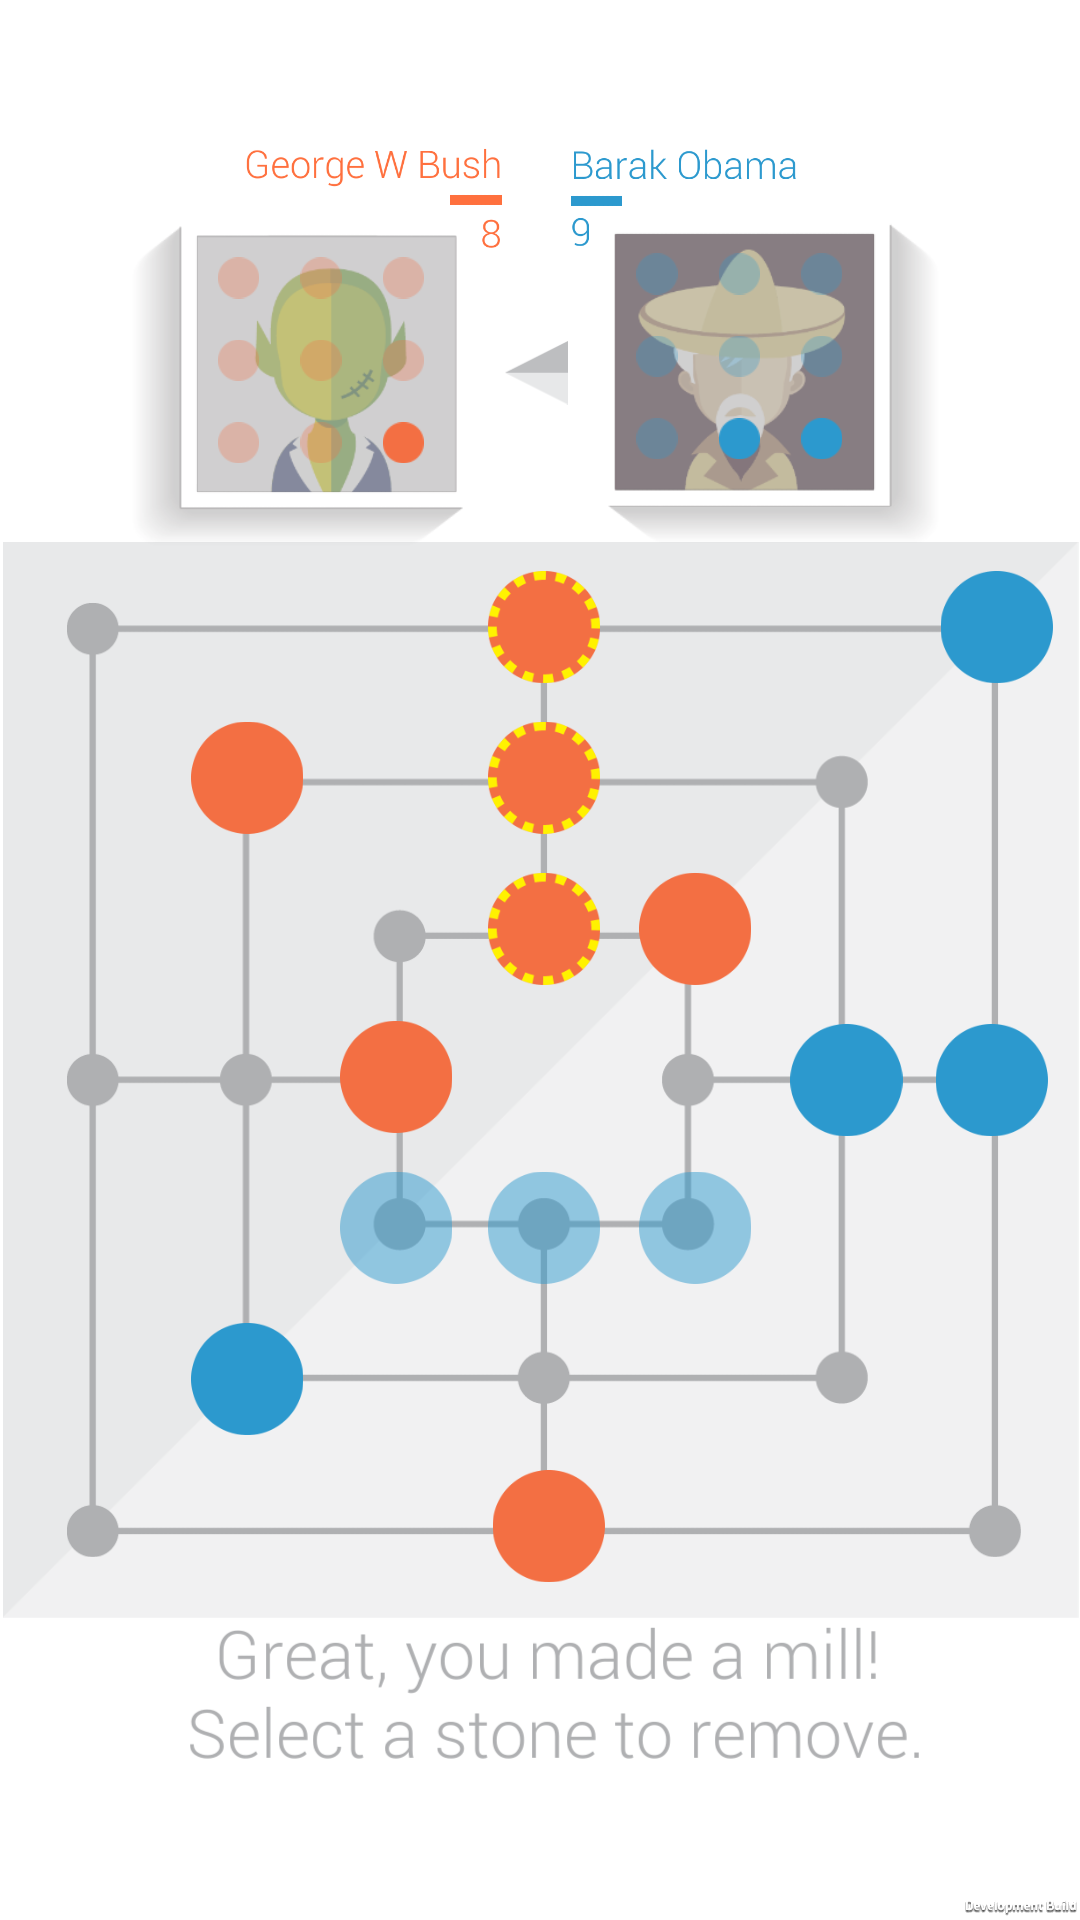 George W Bush
Barak Obama
8
9
Great, you made a mill!
Select a stone to remove.
Development Build